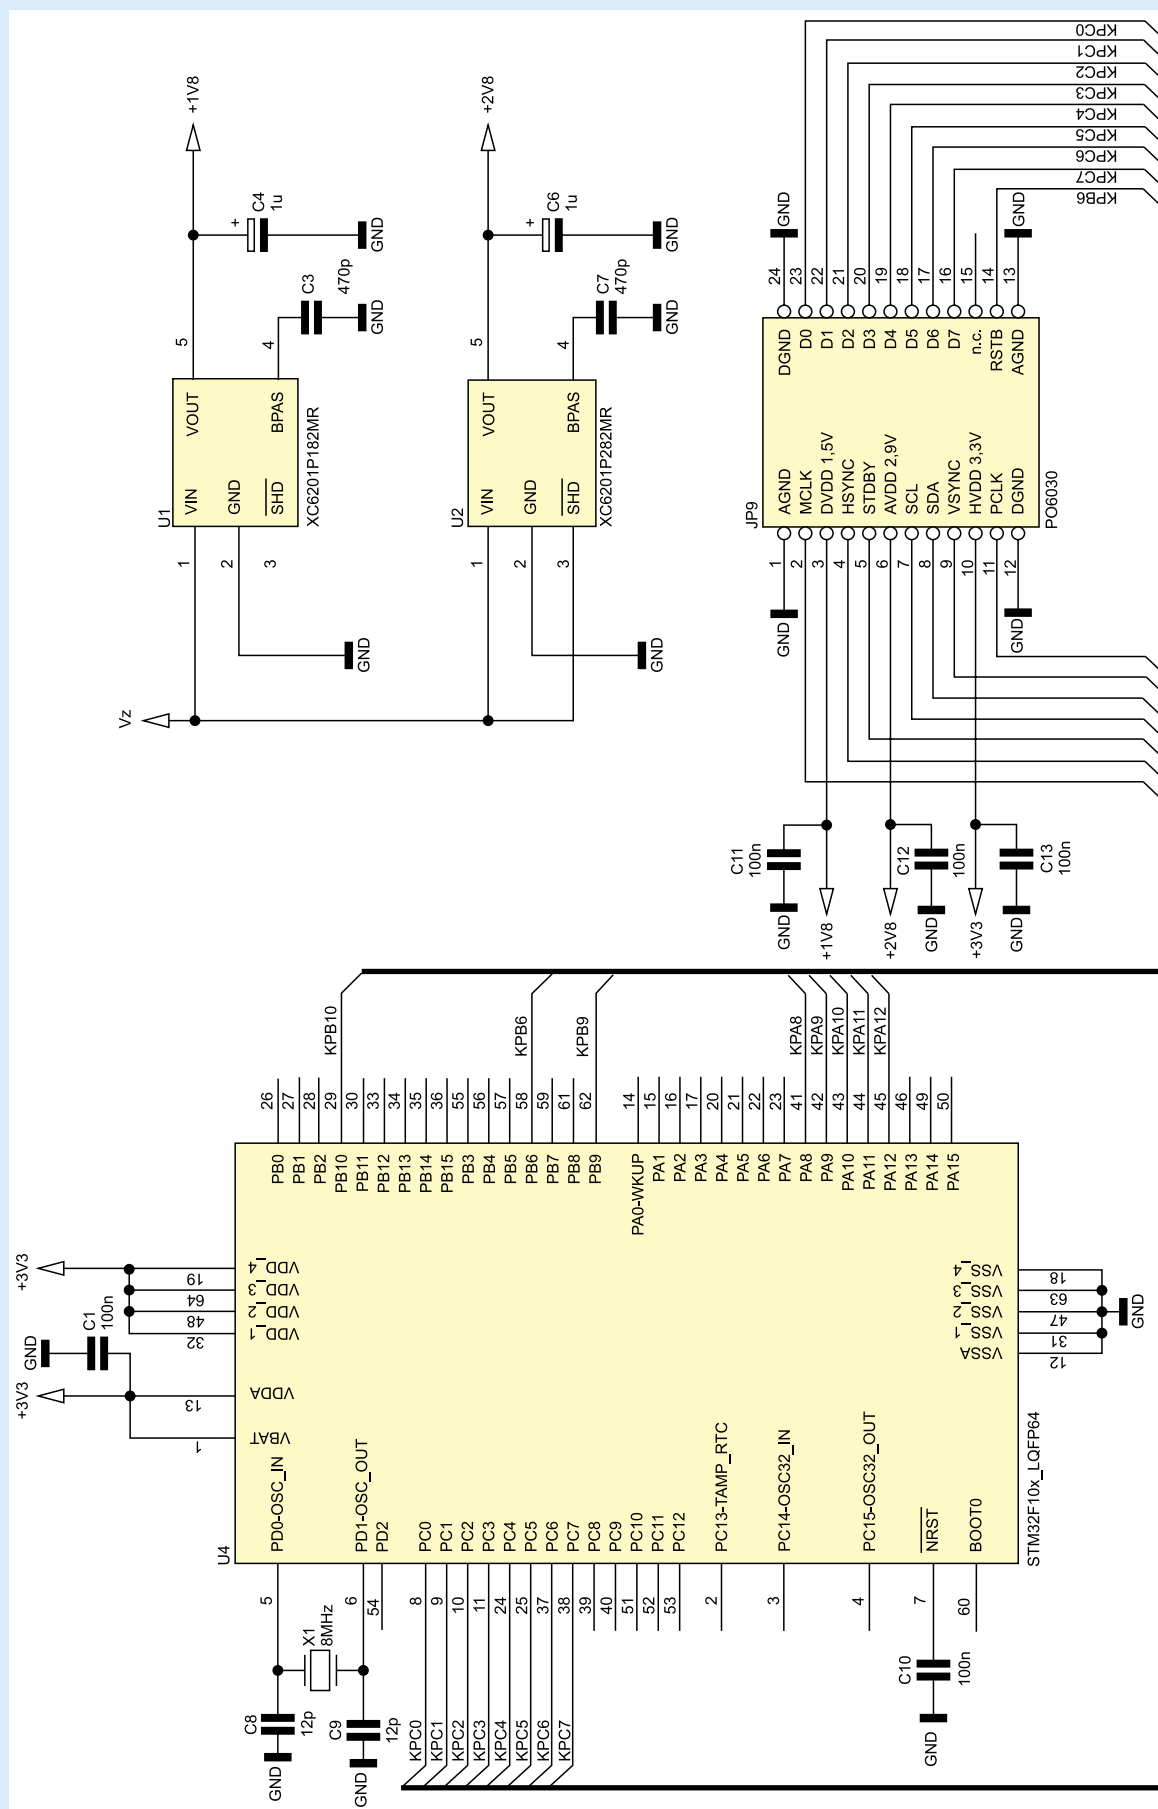 +1V8
+
C4
1u
GND
C3
470p
GND
5
4
VOUT
BPAS
U1
VIN
GND
SHD
XC6201P182MR
1
2
3
GND
Vz
+2V8
+
C6
1u
GND
C7
470p
GND
5
4
VOUT
BPAS
U2
VIN
GND
SHD
XC6201P282MR
1
2
3
GND
KPC0
KPC1
KPC2
KPC3
KPC4
KPC5
KPC6
KPC7
KPB6
GND
GND
24
23
22
21
20
19
18
17
16
15
14
13
DGND
D0
D1
D2
D3
D4
D5
D6
D7
n.c.
RSTB
AGND
JP9
AGND
MCLK
DVDD 1,5V
HSYNC
STDBY
AVDD 2,9V
SCL
SDA
VSYNC
HVDD 3,3V
PCLK
DGND
PO6030
1
2
3
4
5
6
7
8
9
10
11
12
GND
GND
C11
100n
GND
+1V8
C12
100n
+2V8
GND
C13
100n
+3V3
GND
KPB10
KPB6
KPB9
KPA8
KPA9
KPA10
KPA11
KPA12
26
27
28
29
30
33
34
35
36
55
56
57
58
59
61
62
14
15
16
17
20
21
22
23
41
42
43
44
45
46
49
50
PB0
PB1
PB2
PB10
PB11
PB12
PB13
PB14
PB15
PB3
PB4
PB5
PB6
PB7
PB8
PB9
PA0-WKUP
PA1
PA2
PA3
PA4
PA5
PA6
PA7
PA8
PA9
PA10
PA11
PA12
PA13
PA14
PA15
+3V3
C1
100n
GND
+3V3
19
64
48
32
13
1
VDD_4
VDD_3
VDD_2
VDD_1
VDDA
VBAT
VSS_4
VSS_3
VSS_2
VSS_1
VSSA
18
63
47
31
12
GND
U4
PD0-OSC_IN
PD1-OSC_OUT
PD2
PC0
PC1
PC2
PC3
PC4
PC5
PC6
PC7
PC8
PC9
PC10
PC11
PC12
PC13-TAMP_RTC
PC14-OSC32_IN
PC15-OSC32_OUT
NRST
BOOT0
STM32F10x_LQFP64
5
6
54
8
9
10
11
24
25
37
38
39
40
51
52
53
2
3
4
7
60
X1
8MHz
C8
12p
GND
C9
12p
GND
KPC0
KPC1
KPC2
KPC3
KPC4
KPC5
KPC6
KPC7
C10
100n
GND